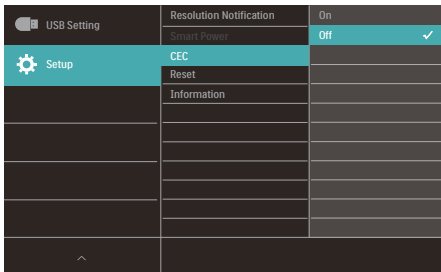 USB Setting
Setup
Resolution Notification
Smart Power
CEC
Reset
Information
On
Off